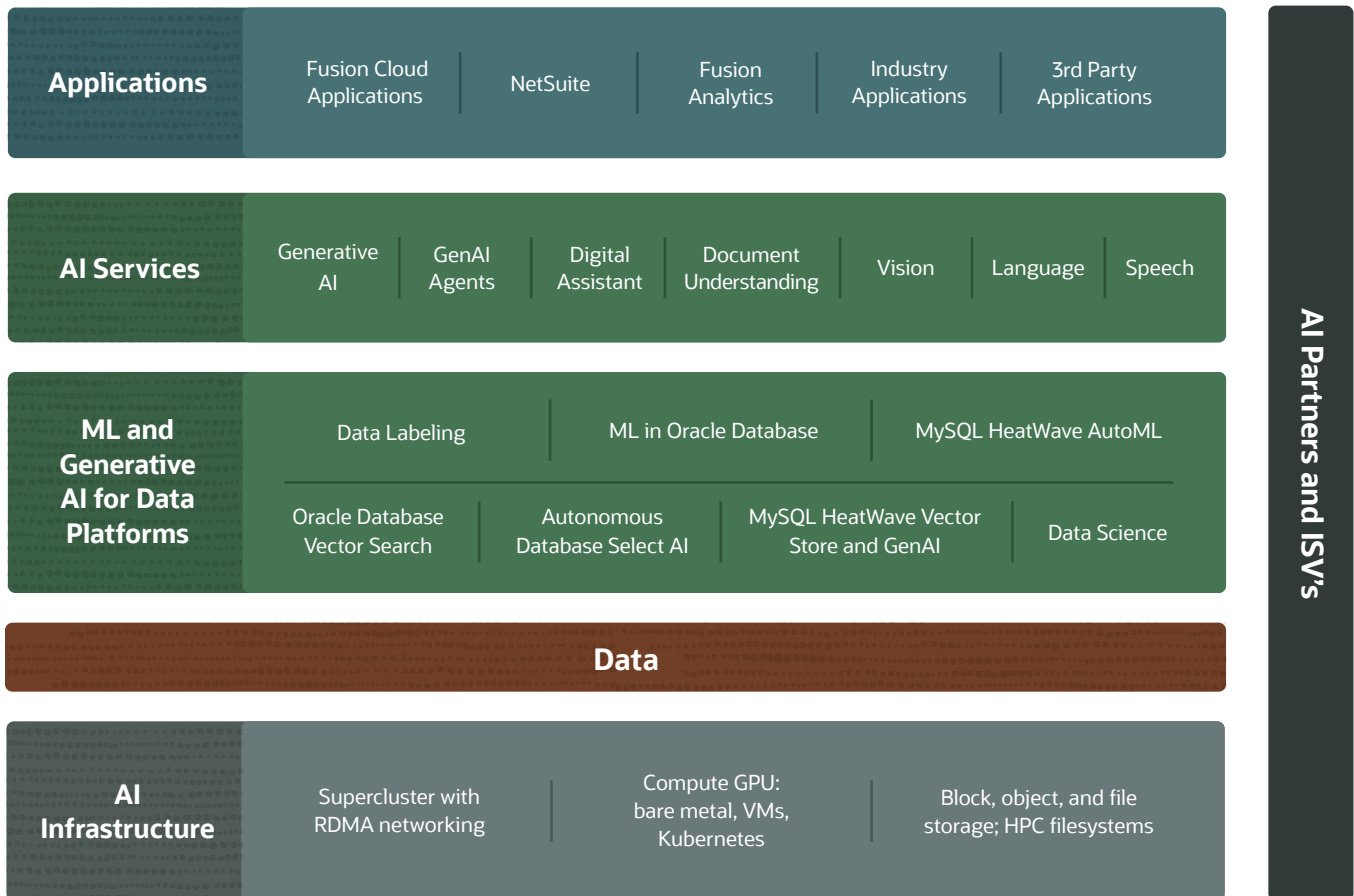 Applications
Fusion Cloud
Applications
NetSuite
Fusion
Analytics
Industry
Applications
3rd Party
Applications
AI Services
Generative
AI
GenAI
Agents
Digital
Assistant
Document
Understanding
Vision
Language
Speech
ML and
Generative
AI for Data
Platforms
Data Labeling
ML in Oracle Database
MySQL HeatWave AutoML
Oracle Database
Vector Search
Autonomous
Database Select AI
MySQL HeatWave Vector
Store and GenAI
Data Science
Data
AI
Infrastructure
Supercluster with
RDMA networking
Compute GPU:
bare metal, VMs,
Kubernetes
Block, object, and file
storage; HPC filesystems
AI Partners and ISV's